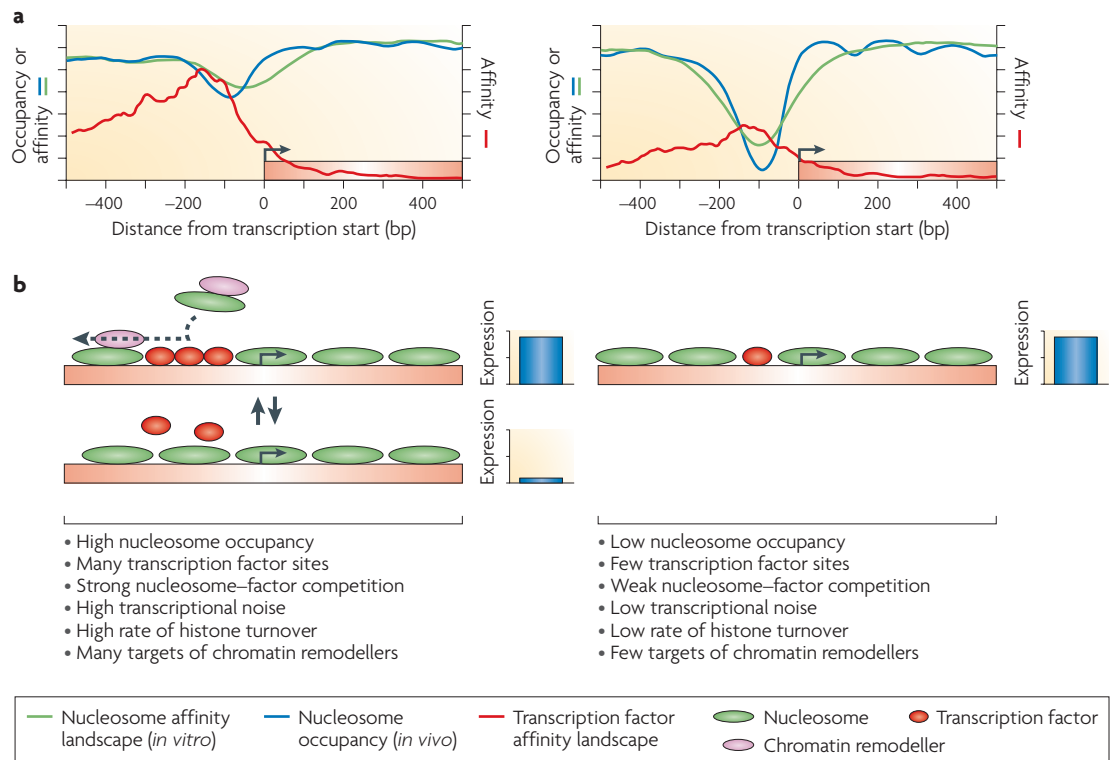 a
Occupancy or
affinity
Affinity
–400 –200 0 200 400
Distance from transcription start (bp)
Occupancy or
affinity
Affinity
–400 –200 0 200 400
Distance from transcription start (bp)
b
Expression
Expression
Expression
• High nucleosome occupancy
• Many transcription factor sites
• Strong nucleosome–factor competition
• High transcriptional noise
• High rate of histone turnover
• Many targets of chromatin remodellers
• Low nucleosome occupancy
• Few transcription factor sites
• Weak nucleosome–factor competition
• Low transcriptional noise
• Low rate of histone turnover
• Few targets of chromatin remodellers
Nucleosome affinity
landscape (in vitro)
Nucleosome
occupancy (in vivo)
Transcription factor
affinity landscape
Nucleosome
Transcription factor
Chromatin remodeller